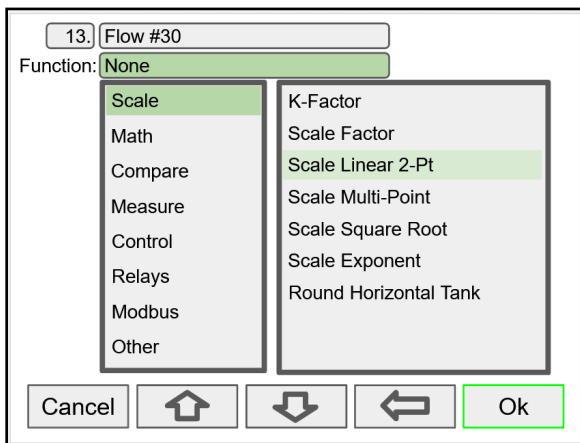 13. Flow #30
Function: None
Scale
Math
Compare
Measure
Control
Relays
Modbus
Other
K-Factor
Scale Factor
Scale Linear 2-Pt
Scale Multi-Point
Scale Square Root
Scale Exponent
Round Horizontal Tank
Cancel
Ok